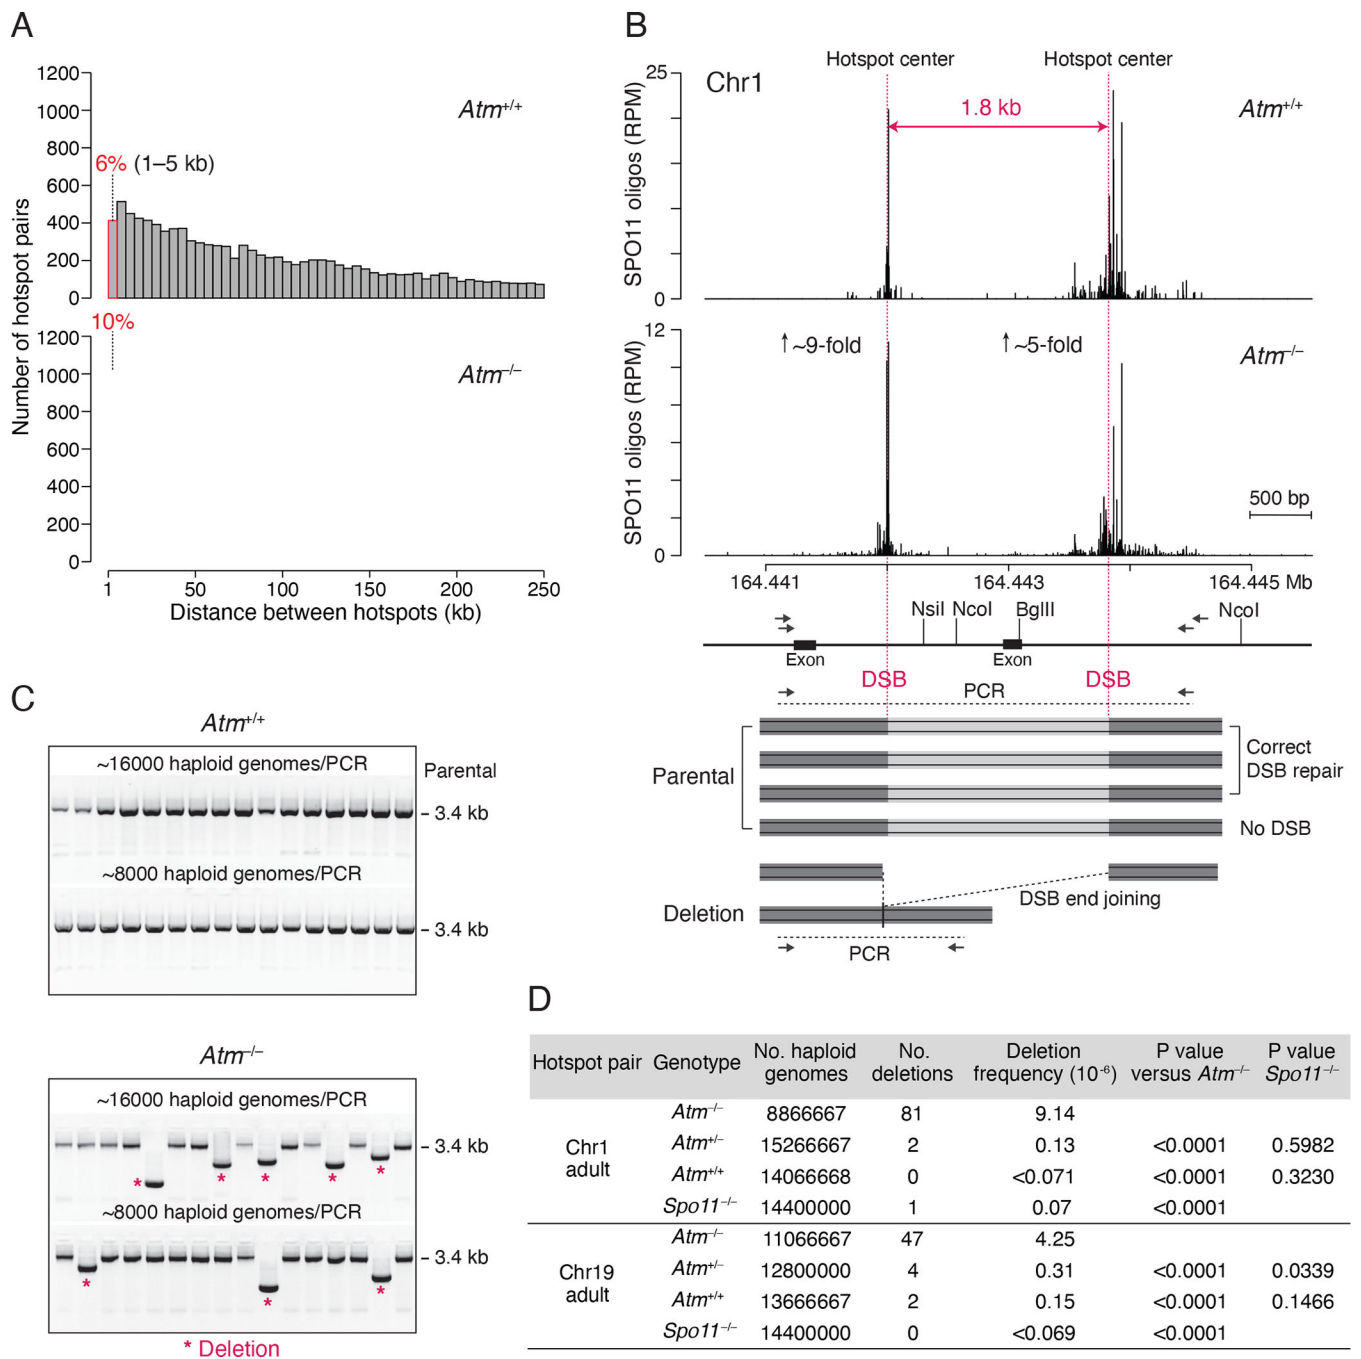 A
1200
1000
800
600
400
200
0
Atm+/+
6% (1–5 kb)
10%
1200
1000
800
600
400
200
0
Atm–/–
Number of hotspot pairs
1 50 100 150 200 250
Distance between hotspots (kb)
B
Hotspot center Hotspot center
25
0
Chr1
1.8 kb
Atm+/+
SPO11 oligos (RPM)
12
0
↑ ~9-fold ↑ ~5-fold
Atm–/–
SPO11 oligos (RPM)
500 bp
164.441 164.443 164.445 Mb
NsiI NcoI BglII NcoI
Exon Exon
DSB DSB
PCR
Parental
Correct
DSB repair
No DSB
DSB end joining
Deletion
PCR
C
Atm+/+
~16000 haploid genomes/PCR
Parental
- 3.4 kb
~8000 haploid genomes/PCR
- 3.4 kb
Atm–/–
~16000 haploid genomes/PCR
- 3.4 kb
* * * * *
~8000 haploid genomes/PCR
- 3.4 kb
* * *
* Deletion
D
Hotspot pair Genotype No. haploid genomes No. deletions Deletion frequency (10-6) P value versus Atm–/– P value Spo11–/–
Chr1 adult
Atm–/– 8866667 81 9.14
Atm+/– 15266667 2 0.13 <0.0001 0.5982
Atm+/+ 14066668 0 <0.071 <0.0001 0.3230
Spo11–/– 14400000 1 0.07 <0.0001
Chr19 adult
Atm–/– 11066667 47 4.25
Atm+/– 12800000 4 0.31 <0.0001 0.0339
Atm+/+ 13666667 2 0.15 <0.0001 0.1466
Spo11–/– 14400000 0 <0.069 <0.0001